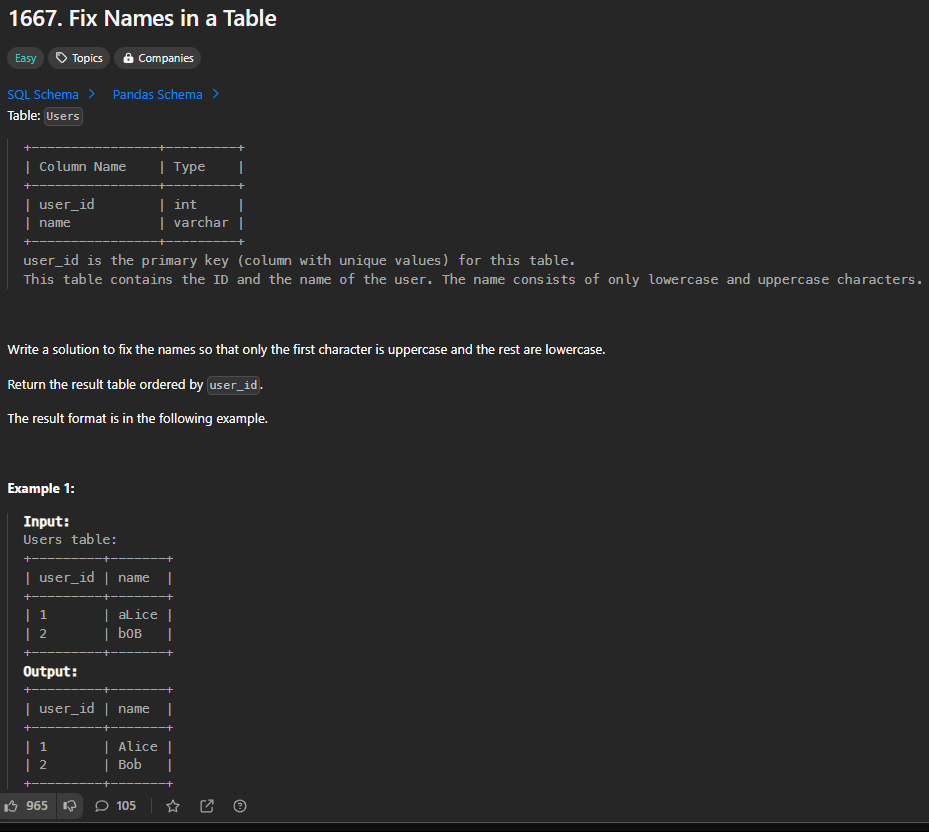 1667. Fix Names in a Table
Easy Topics Companies
SQL Schema > Pandas Schema >
Table: Users
+----------------+---------+
| Column Name    | Type    |
+----------------+---------+
| user_id        | int     |
| name           | varchar |
+----------------+---------+
user_id is the primary key (column with unique values) for this table.
This table contains the ID and the name of the user. The name consists of only lowercase and uppercase characters.
Write a solution to fix the names so that only the first character is uppercase and the rest are lowercase.
Return the result table ordered by user_id.
The result format is in the following example.
Example 1:
Input:
Users table:
+---------+-------+
| user_id | name  |
+---------+-------+
| 1       | aLice |
| 2       | bOB   |
+---------+-------+
Output:
+---------+-------+
| user_id | name  |
+---------+-------+
| 1       | Alice |
| 2       | Bob   |
+---------+-------+
965 105